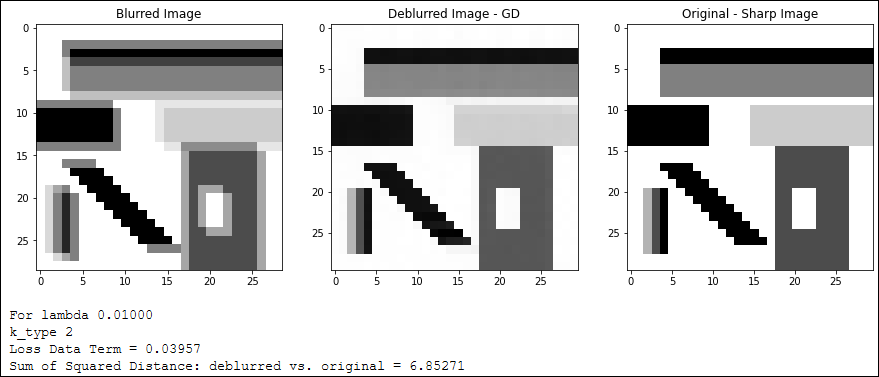 Blurred Image
Deblurred Image - GD
Original - Sharp Image
0
5
10
15
20
25
0 5 10 15 20 25
0
5
10
15
20
25
0 5 10 15 20 25
0
5
10
15
20
25
0 5 10 15 20 25
For lambda 0.01000
k_type 2
Loss Data Term = 0.03957
Sum of Squared Distance: deblurred vs. original = 6.85271